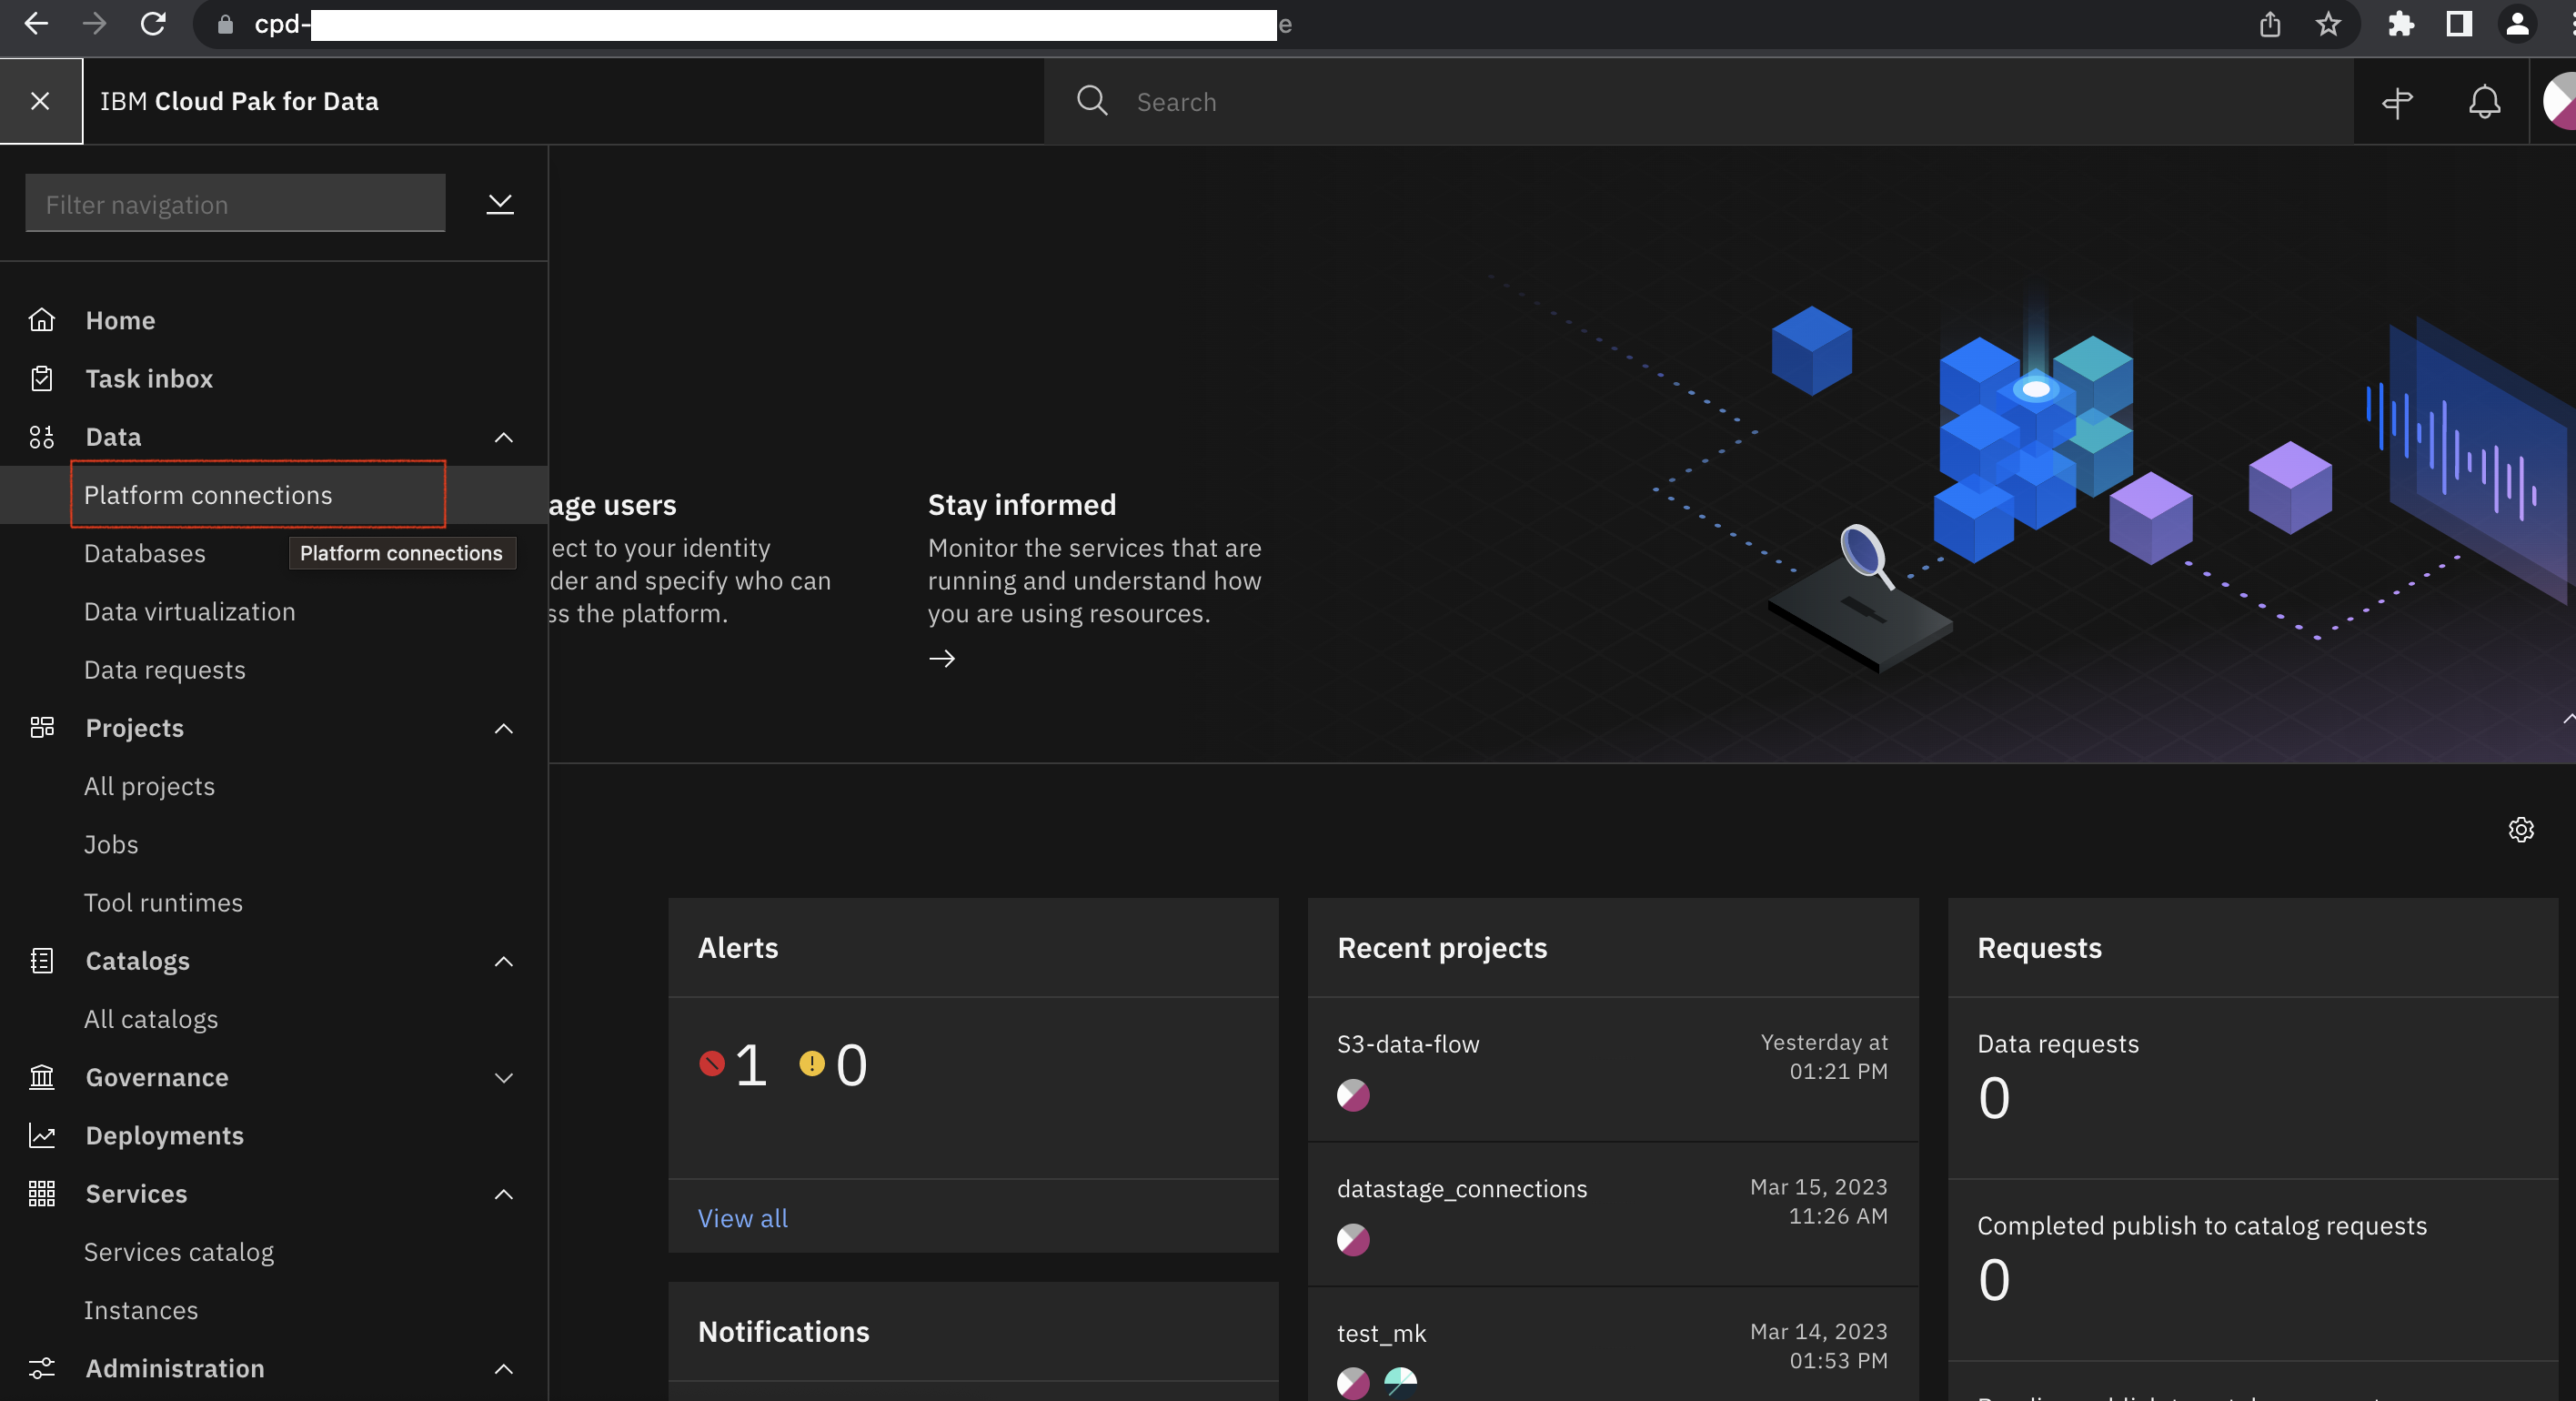 cpd-
e
IBM Cloud Pak for Data
Search
Filter navigation
Home
Task inbox
Data
Platform connections
Databases
Platform connections
Data virtualization
Data requests
Projects
All projects
Jobs
Tool runtimes
Catalogs
All catalogs
Governance
Deployments
Services
Services catalog
Instances
Administration
age users
ect to your identity
der and specify who can
ss the platform.
Stay informed
Monitor the services that are
running and understand how
you are using resources.
Alerts
1 0
View all
Notifications
Recent projects
S3-data-flow
Yesterday at
01:21 PM
datastage_connections
Mar 15, 2023
11:26 AM
test_mk
Mar 14, 2023
01:53 PM
Requests
Data requests
0
Completed publish to catalog requests
0